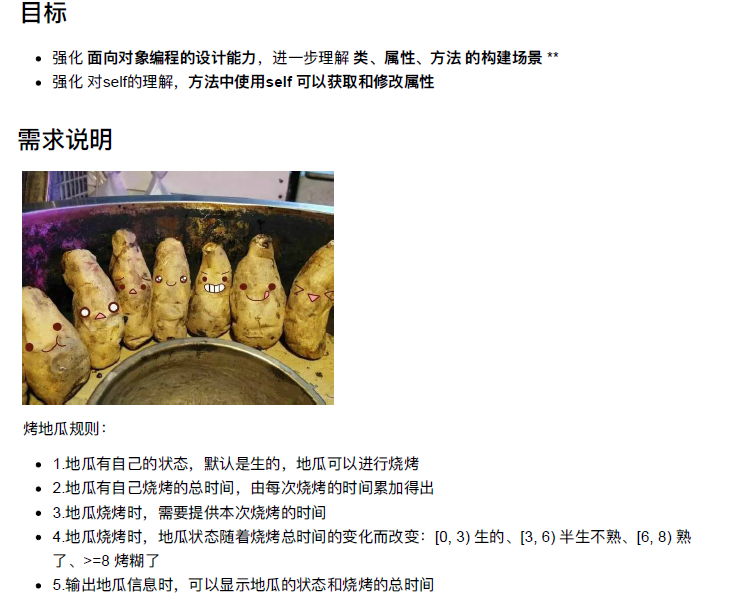 目标
强化 面向对象编程的设计能力，进一步理解 类、属性、方法 的构建场景 **
强化 对self的理解，方法中使用self 可以获取和修改属性
需求说明
烤地瓜规则：
1.地瓜有自己的状态，默认是生的，地瓜可以进行烧烤
2.地瓜有自己烧烤的总时间，由每次烧烤的时间累加得出
3.地瓜烧烤时，需要提供本次烧烤的时间
4.地瓜烧烤时，地瓜状态随着烧烤总时间的变化而改变：[0, 3) 生的、[3, 6) 半生不熟、[6, 8) 熟
了、>=8 烤糊了
5.输出地瓜信息时，可以显示地瓜的状态和烧烤的总时间